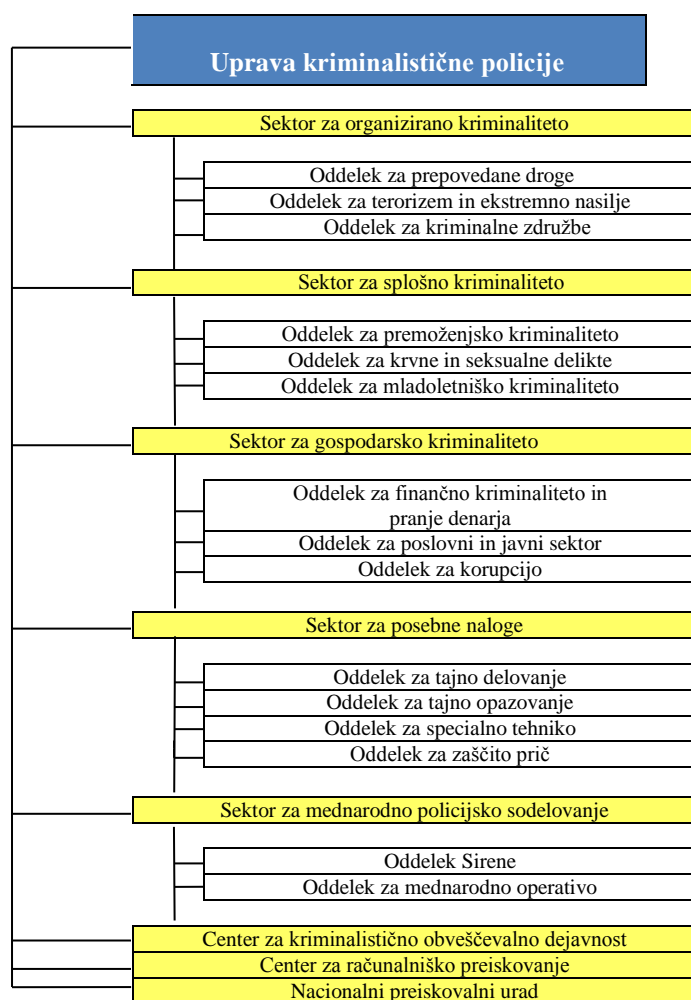 Uprava kriminalistične policije
Sektor za organizirano kriminaliteto
Oddelek za prepovedane droge
Oddelek za terorizem in ekstremno nasilje
Oddelek za kriminalne združbe
Sektor za splošno kriminaliteto
Oddelek za premoženjsko kriminaliteto
Oddelek za krvne in seksualne delikte
Oddelek za mladoletniško kriminaliteto
Sektor za gospodarsko kriminaliteto
Oddelek za finančno kriminaliteto in
pranje denarja
Oddelek za poslovni in javni sektor
Oddelek za korupcijo
Sektor za posebne naloge
Oddelek za tajno delovanje
Oddelek za tajno opazovanje
Oddelek za specialno tehniko
Oddelek za zaščito prič
Sektor za mednarodno policijsko sodelovanje
Oddelek Sirene
Oddelek za mednarodno operativo
Center za kriminalistično obveščevalno dejavnost
Center za računalniško preiskovanje
Nacionalni preiskovalni urad